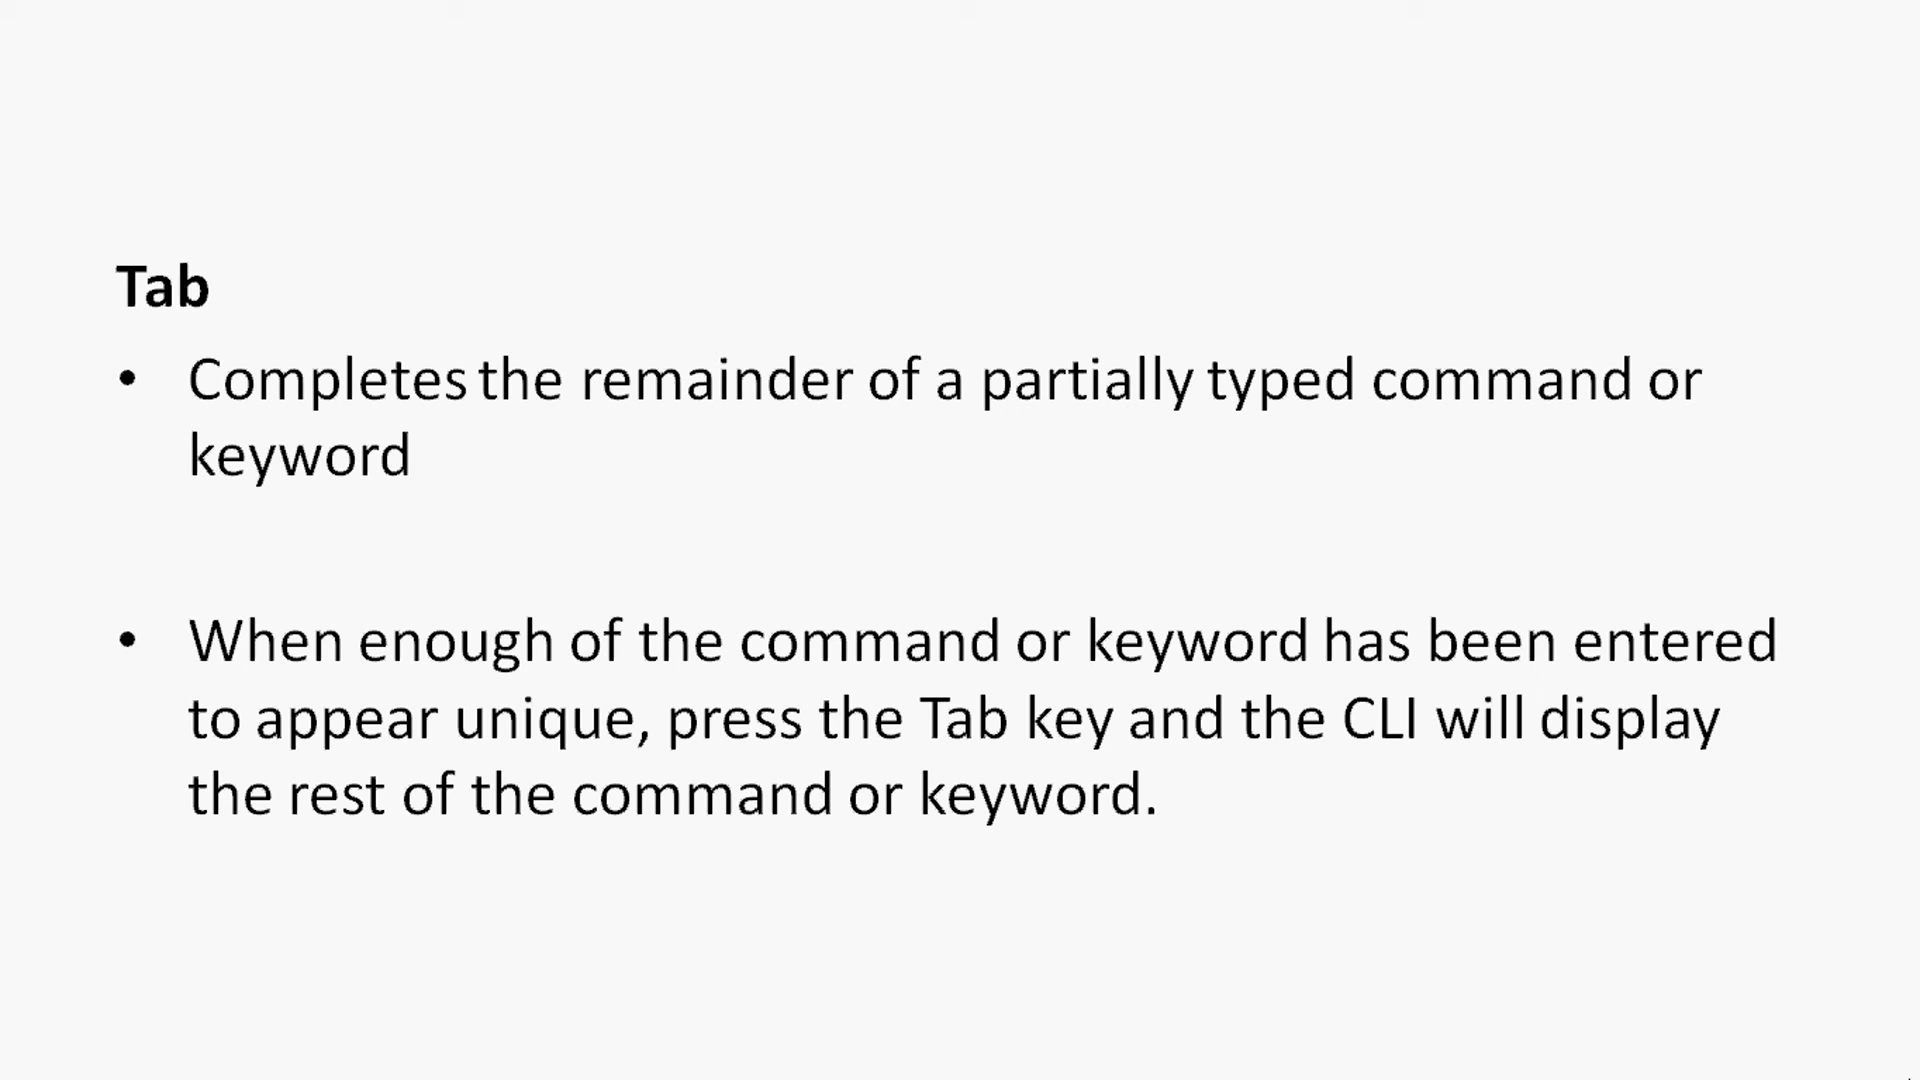 Tab
• Completes the remainder of a partially typed command or
keyword
• When enough of the command or keyword has been entered
to appear unique, press the Tab key and the CLI will display
the rest of the command or keyword.